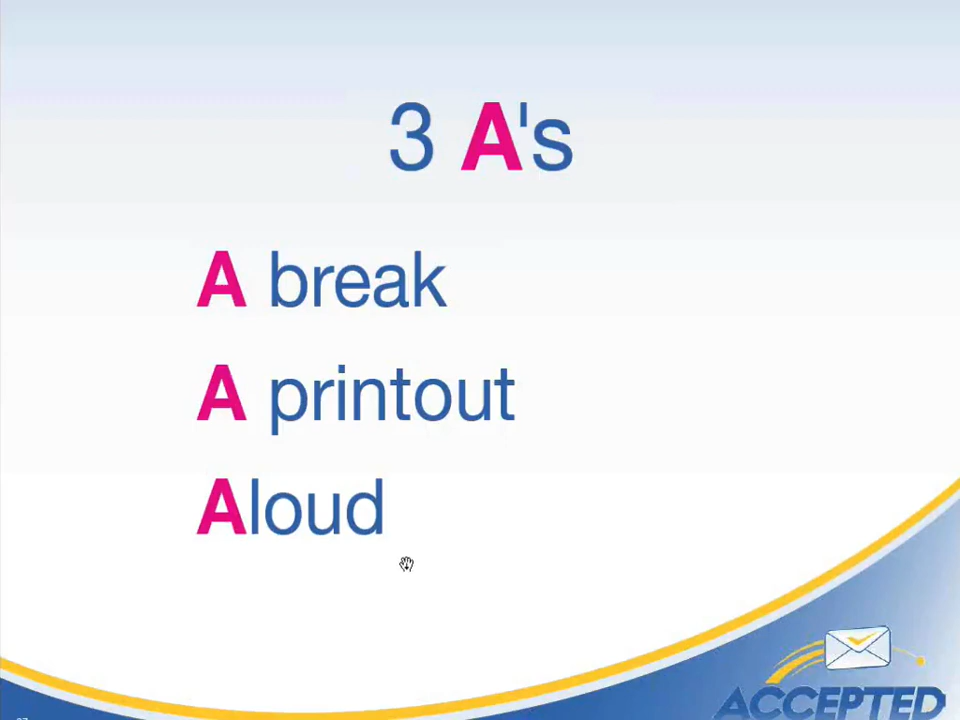 3 A's
A break
A printout
Aloud
ACCEPTED